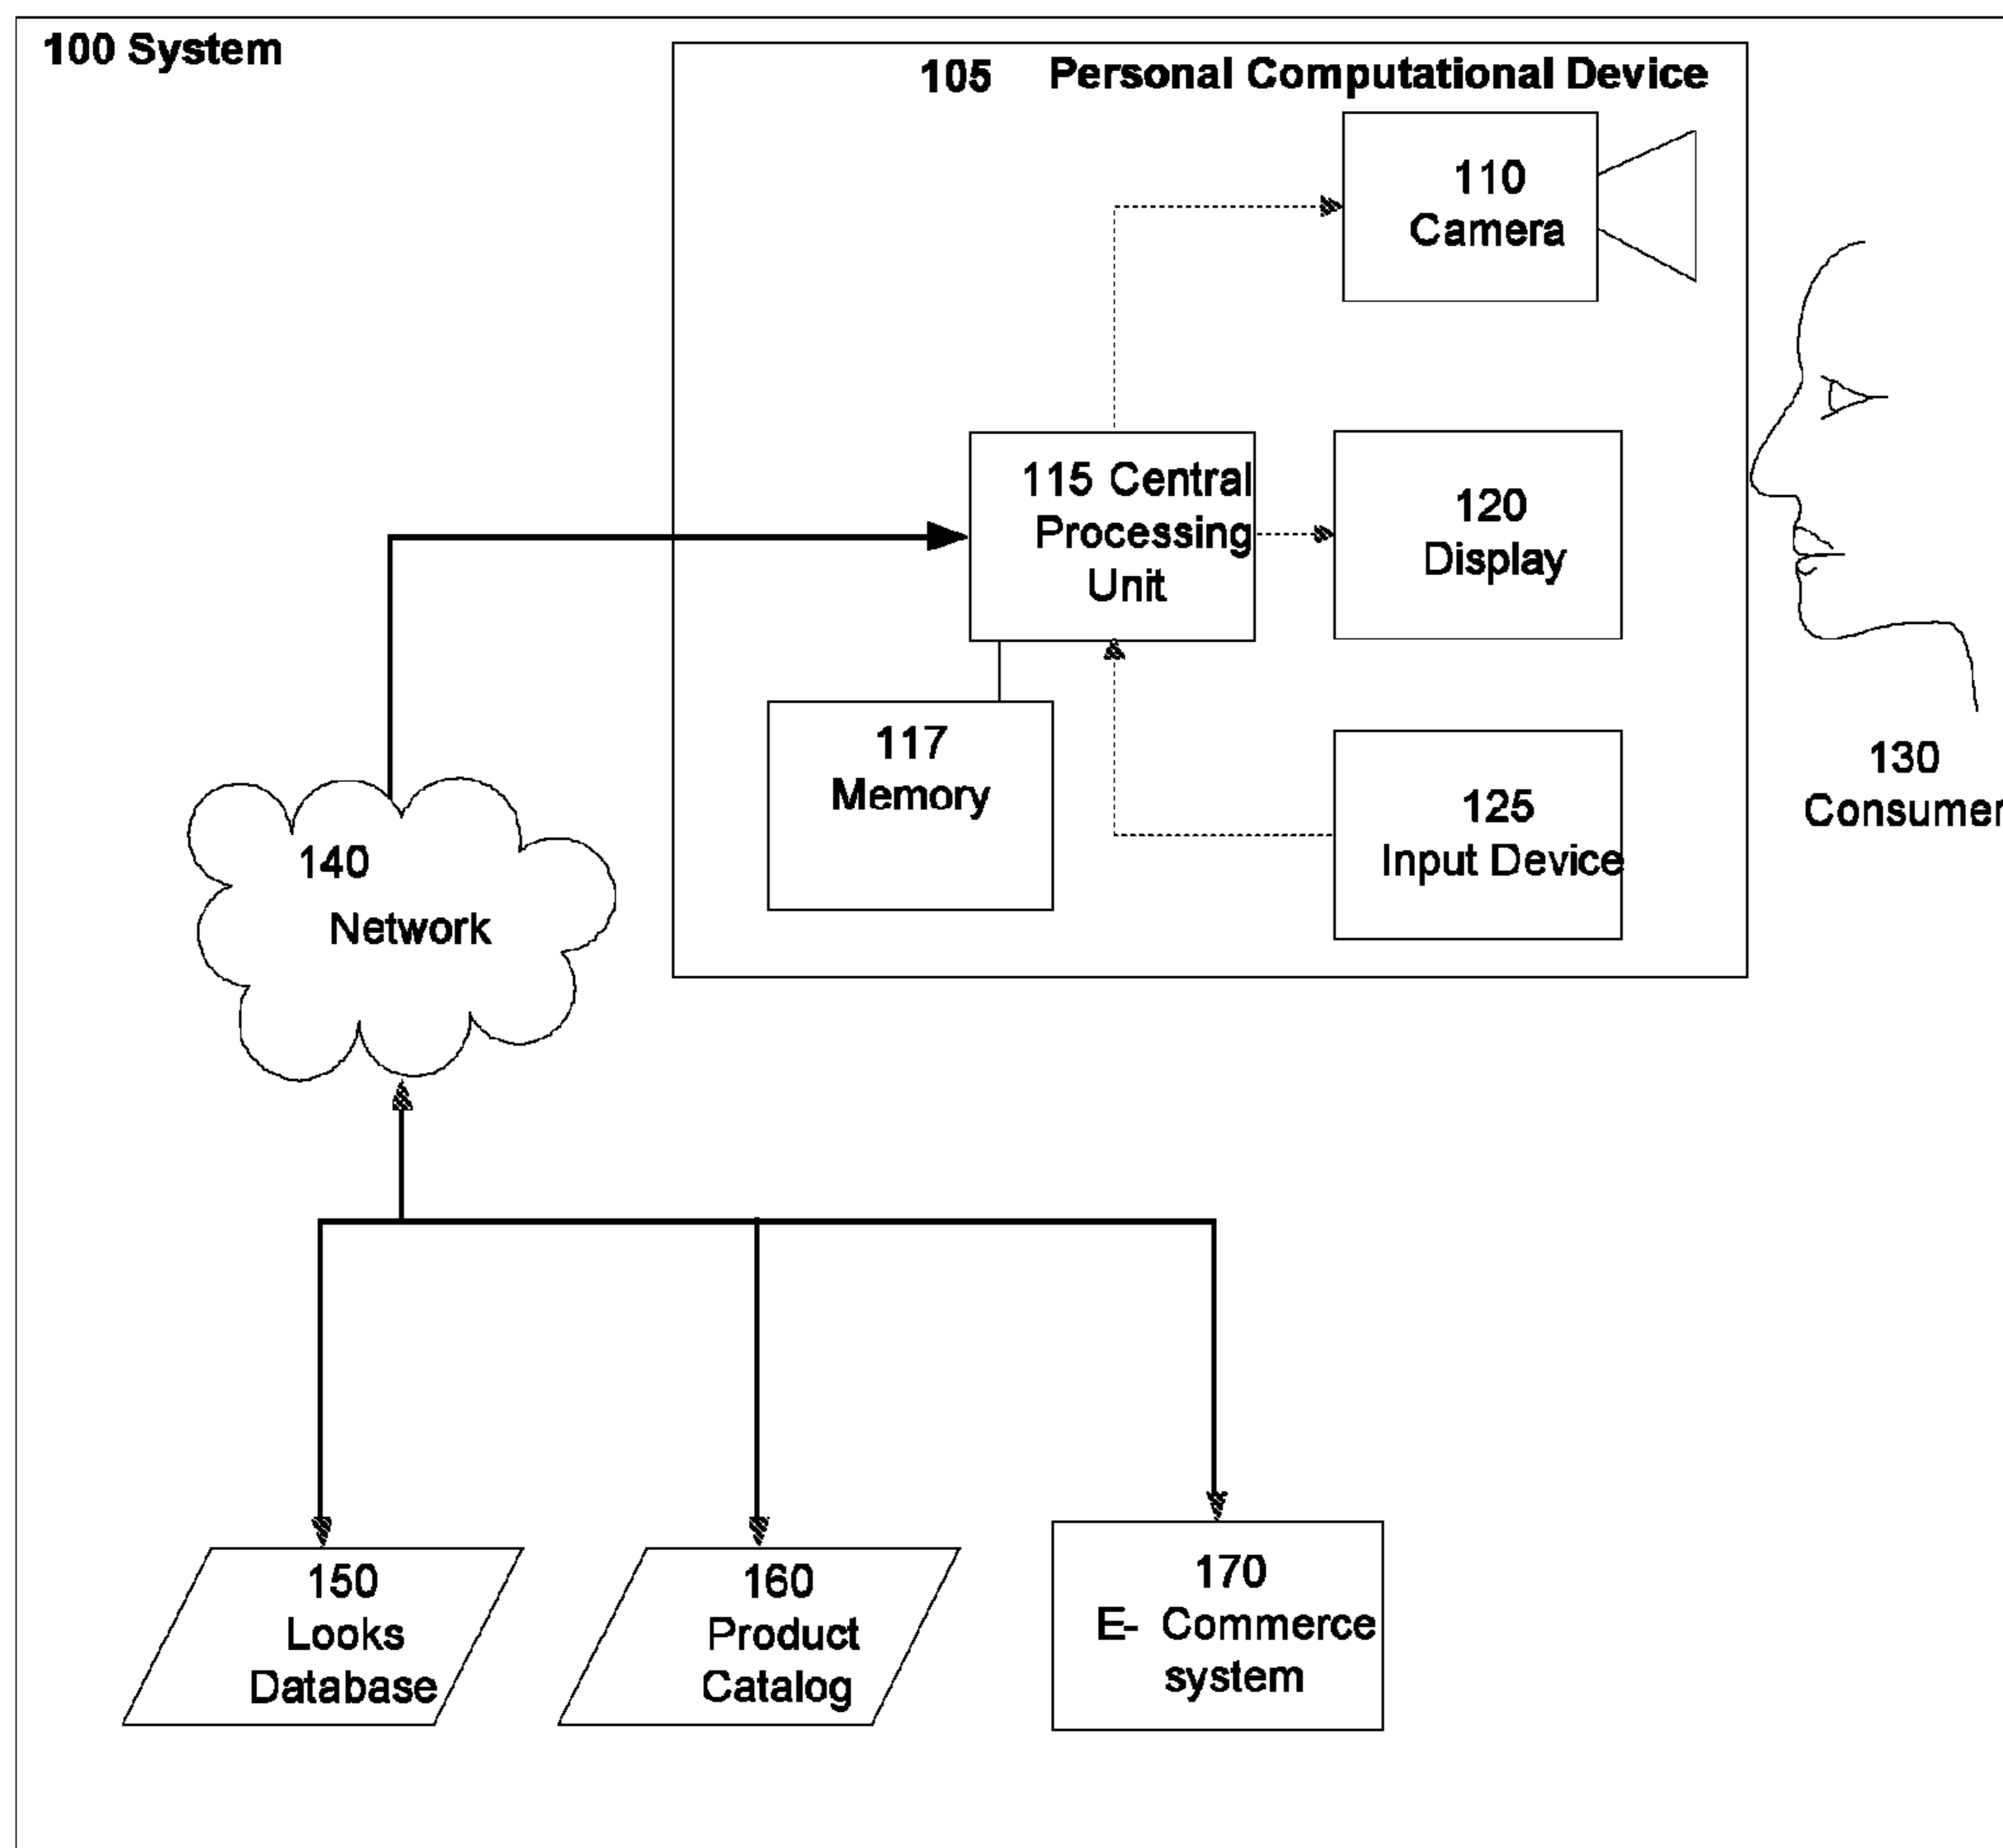 100 System
105 Personal Computational Device
110
Camera
115 Central
Processing
Unit
120
Display
117
Memory
125
Input Device
130
Consumer
140
Network
150
Looks
Database
160
Product
Catalog
170
E- Commerce
system